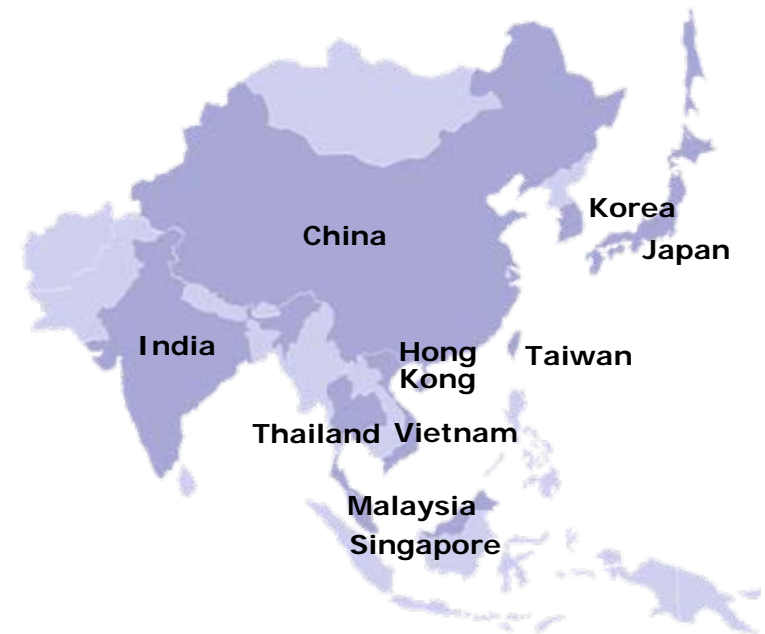 Korea
China
Japan
India
Hong
Kong
Taiwan
Thailand
Vietnam
Malaysia
Singapore